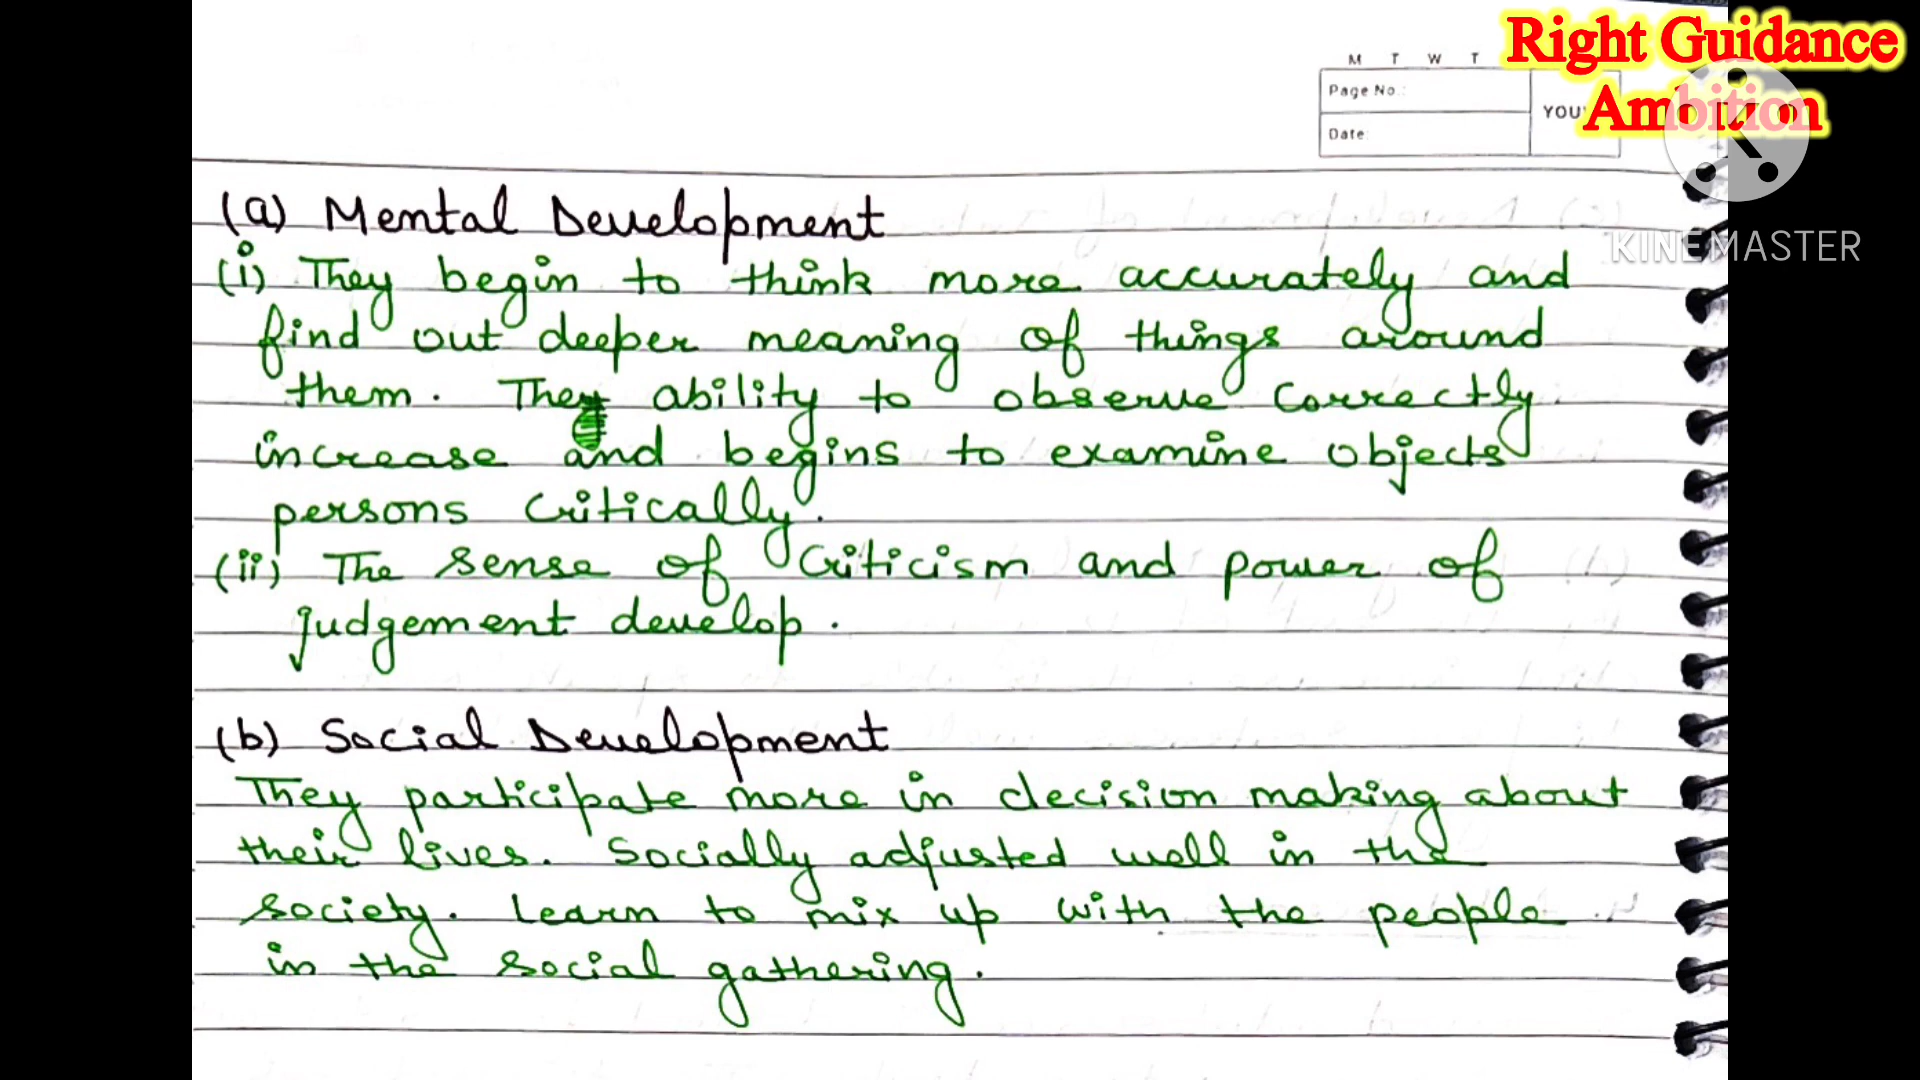 Right Guidance
Ambition
M T W T
Page No.:
Date:
YOU
KINEMASTER
(a) Mental Development
(i) They begin to think more accurately and
find out deeper meaning of things around
them. The ability to observe correctly
increase and begins to examine objects
persons critically.
(ii) The sense of criticism and power of
judgement develop.
(b) Social Development
They participate more in decision making about
their lives. Socially adjusted well in the
society. Learn to mix up with the people
in the social gathering.